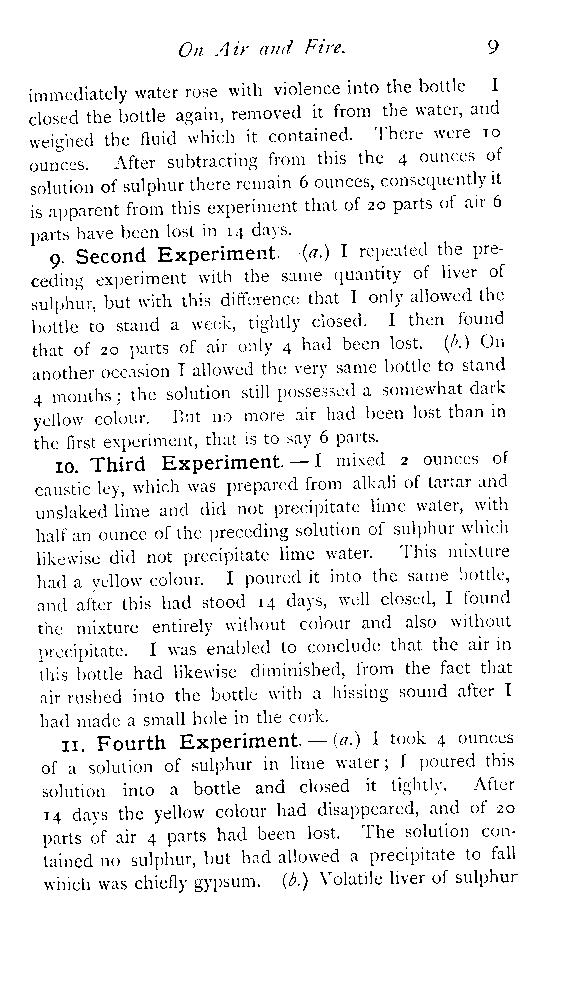 On Air and Fire. 9
immediately water rose with violence into the bottle I
closed the bottle again, removed it from the water, and
weighed the fluid which it contained. There were 10
ounces. After subtracting from this the 4 ounces of
solution of sulphur there remain 6 ounces, consequently it
is apparent from this experiment that of 20 parts of air 6
parts have been lost in 14 days.
9. Second Experiment. (a.) I repeated the pre-
ceding experiment with the same quantity of liver of
sulphur, but with this difference that I only allowed the
bottle to stand a week, tightly closed. I then found
that of 20 parts of air only 4 had been lost. (b.) On
another occasion I allowed the very same bottle to stand
4 months; the solution still possessed a somewhat dark
yellow colour. But no more air had been lost than in
the first experiment, that is to say 6 parts.
10. Third Experiment. — I mixed 2 ounces of
caustic ley, which was prepared from alkali of tartar and
unslaked lime and did not precipitate lime water, with
half an ounce of the preceding solution of sulphur which
likewise did not precipitate lime water. This mixture
had a yellow colour. I poured it into the same bottle,
and after this had stood 14 days, well closed, I found
the mixture entirely without colour and also without
precipitate. I was enabled to conclude that the air in
this bottle had likewise diminished, from the fact that
air rushed into the bottle with a hissing sound after I
had made a small hole in the cork.
11. Fourth Experiment. — (a.) I took 4 ounces
of a solution of sulphur in lime water; I poured this
solution into a bottle and closed it tightly. After
14 days the yellow colour had disappeared, and of 20
parts of air 4 parts had been lost. The solution con-
tained no sulphur, but had allowed a precipitate to fall
which was chiefly gypsum. (b.) Volatile liver of sulphur